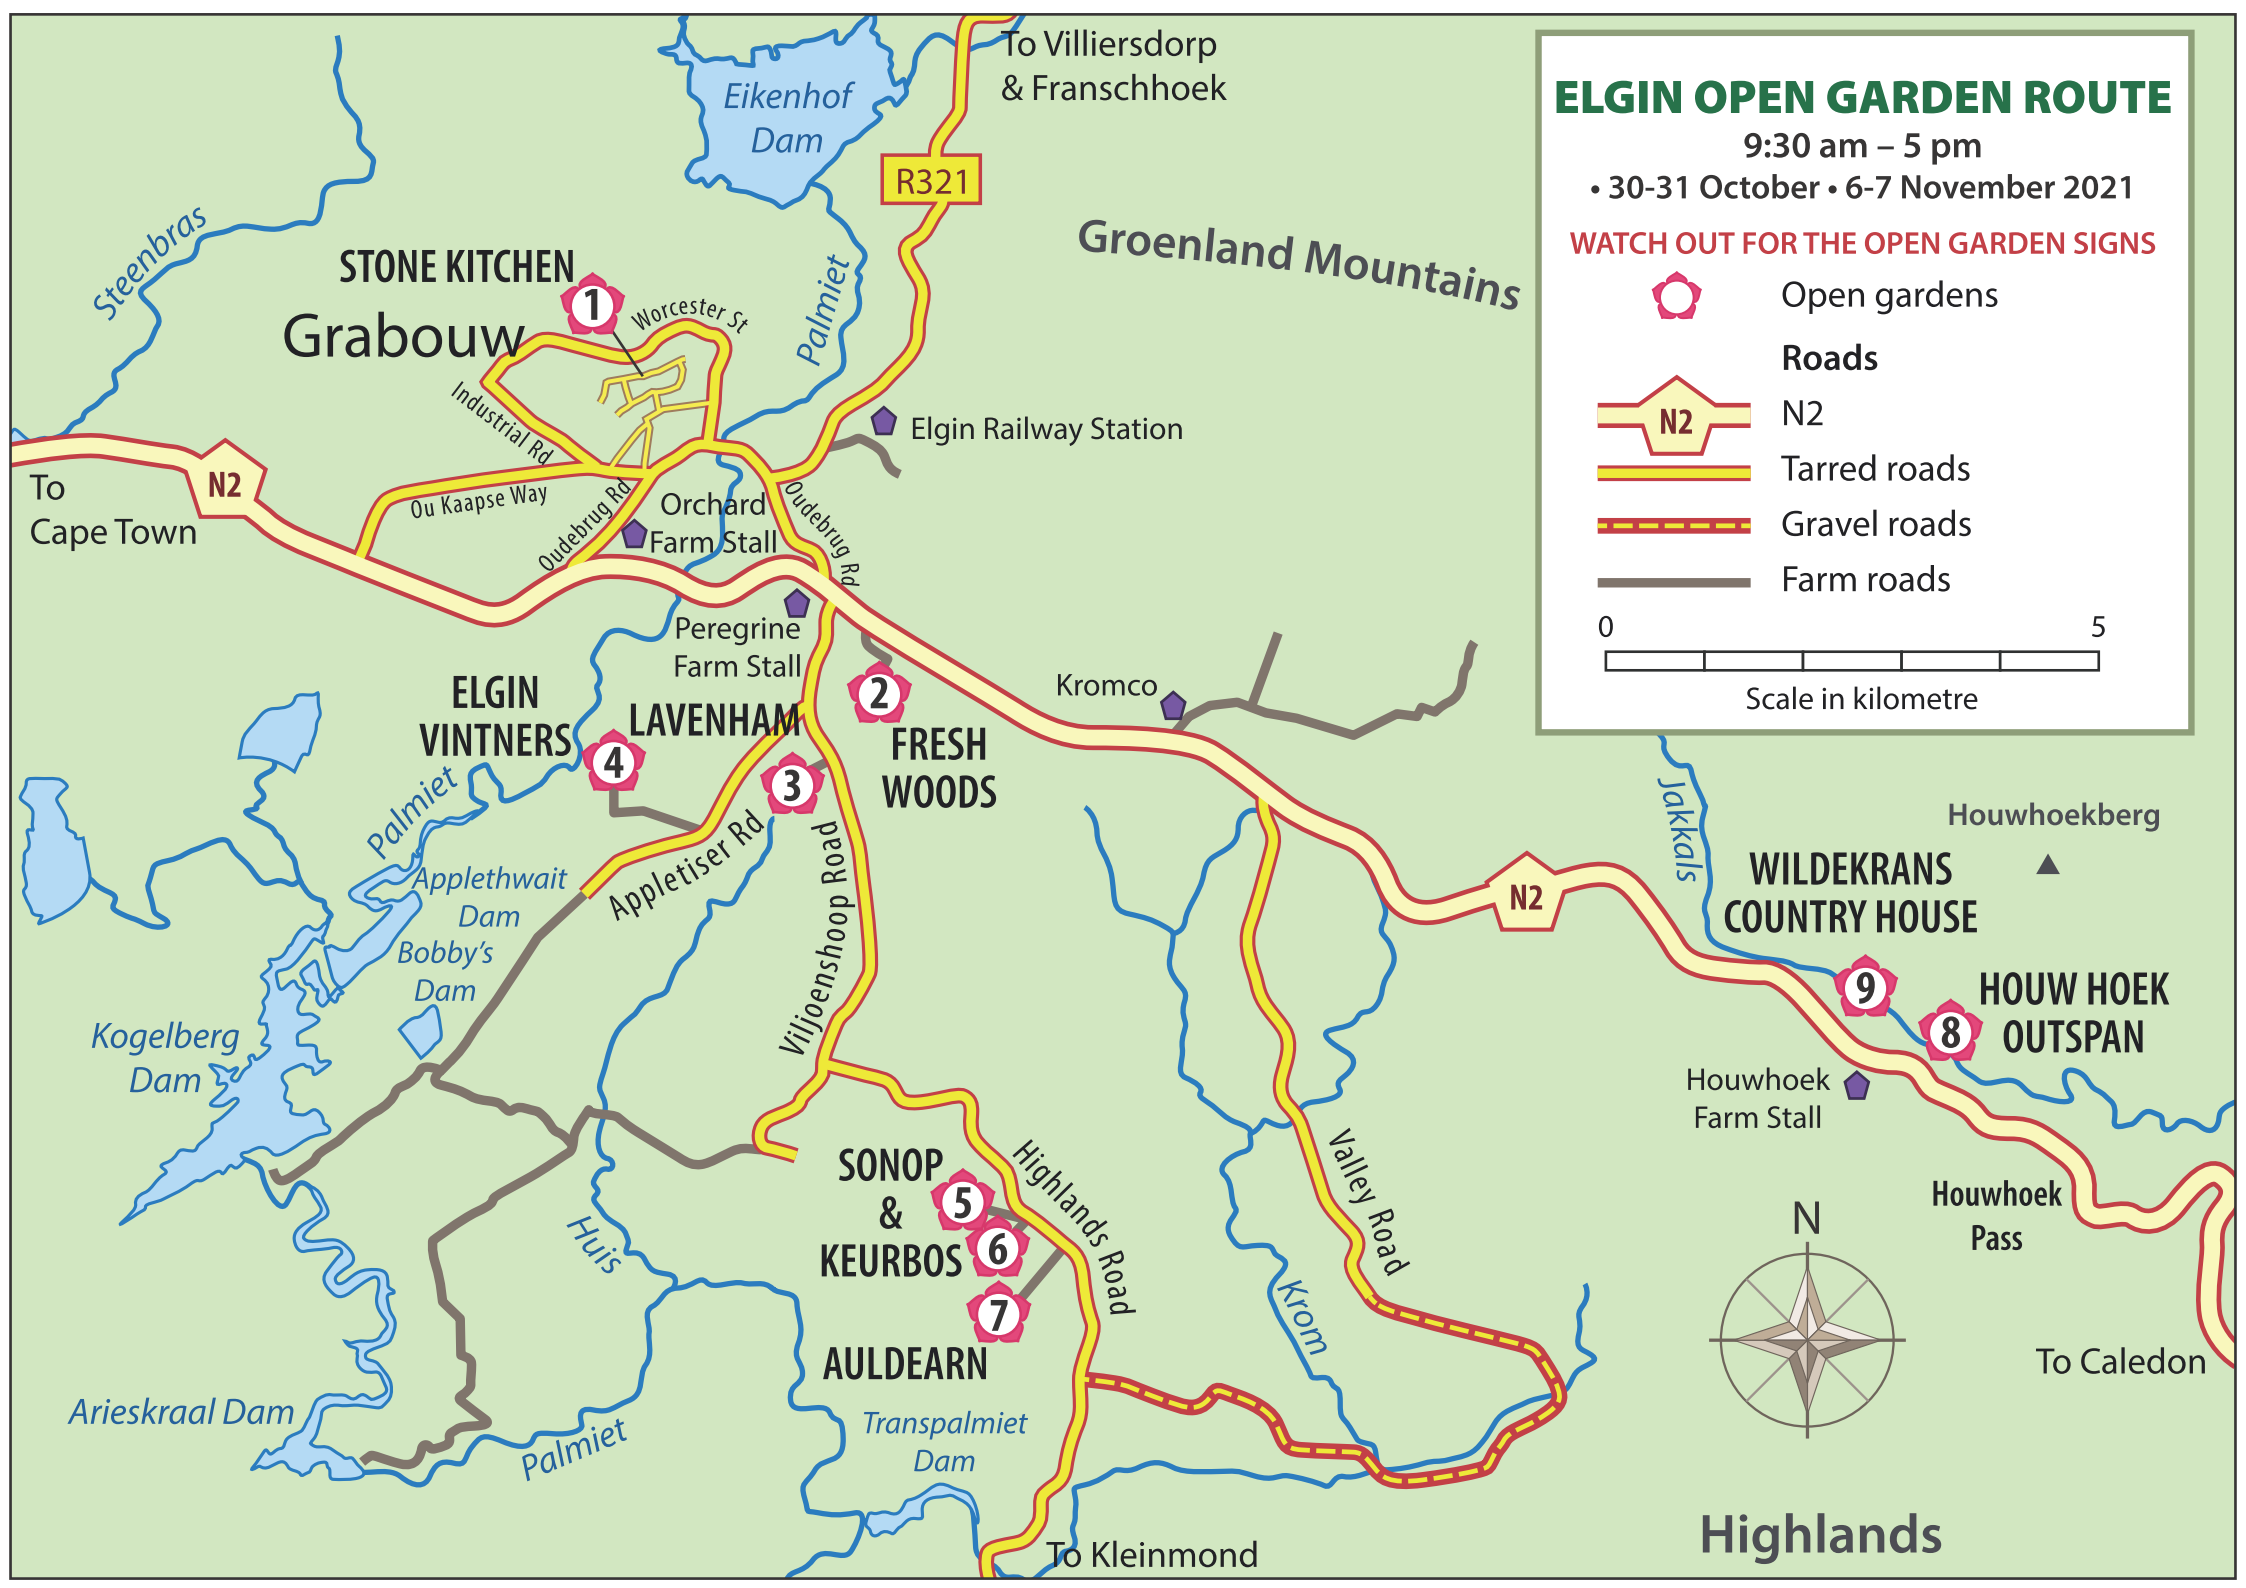 To Villiersdorp
& Franschhoek
Eikenhof
Dam
R321
Groenland Mountains
Steenbras
STONE KITCHEN
1
Grabouw
Worcester St
Palmiet
Industrial Rd
Elgin Railway Station
N2
To
Cape Town
Ou Kaapse Way
Oudebrug Rd
Orchard
Farm Stall
Oudebrug Rd
Peregrine
Farm Stall
ELGIN
VINTNERS
4
LAVENHAM
3
2
FRESH
WOODS
Kromco
Palmiet
Applethwait
Dam
Bobby's
Dam
Appletiser Rd
Viljoenshoop Road
Kogelberg
Dam
N2
Jakkals
Houwhoekberg
WILDEKRANS
COUNTRY HOUSE
9
HOUW HOEK
OUTSPAN
8
Houwhoek
Farm Stall
Houwhoek
Pass
SONOP
&
KEURBOS
5
6
7
AULDEARN
Highlands Road
Valley Road
Huis
Krom
Arieskraal Dam
Palmiet
Transpalmiet
Dam
To Kleinmond
To Caledon
Highlands
N
ELGIN OPEN GARDEN ROUTE
9:30 am – 5 pm
• 30-31 October • 6-7 November 2021
WATCH OUT FOR THE OPEN GARDEN SIGNS
Open gardens
Roads
N2 N2
Tarred roads
Gravel roads
Farm roads
0 5
Scale in kilometre